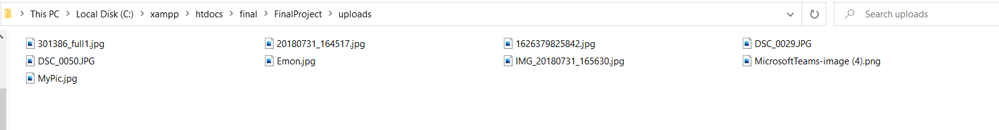 This PC > Local Disk (C:) > xampp > htdocs > final > FinalProject > uploads Search uploads
301386_full1.jpg 20180731_164517.jpg 1626379825842.jpg DSC_0029.JPG
DSC_0050.JPG Emon.jpg IMG_20180731_165630.jpg MicrosoftTeams-image (4).png
MyPic.jpg